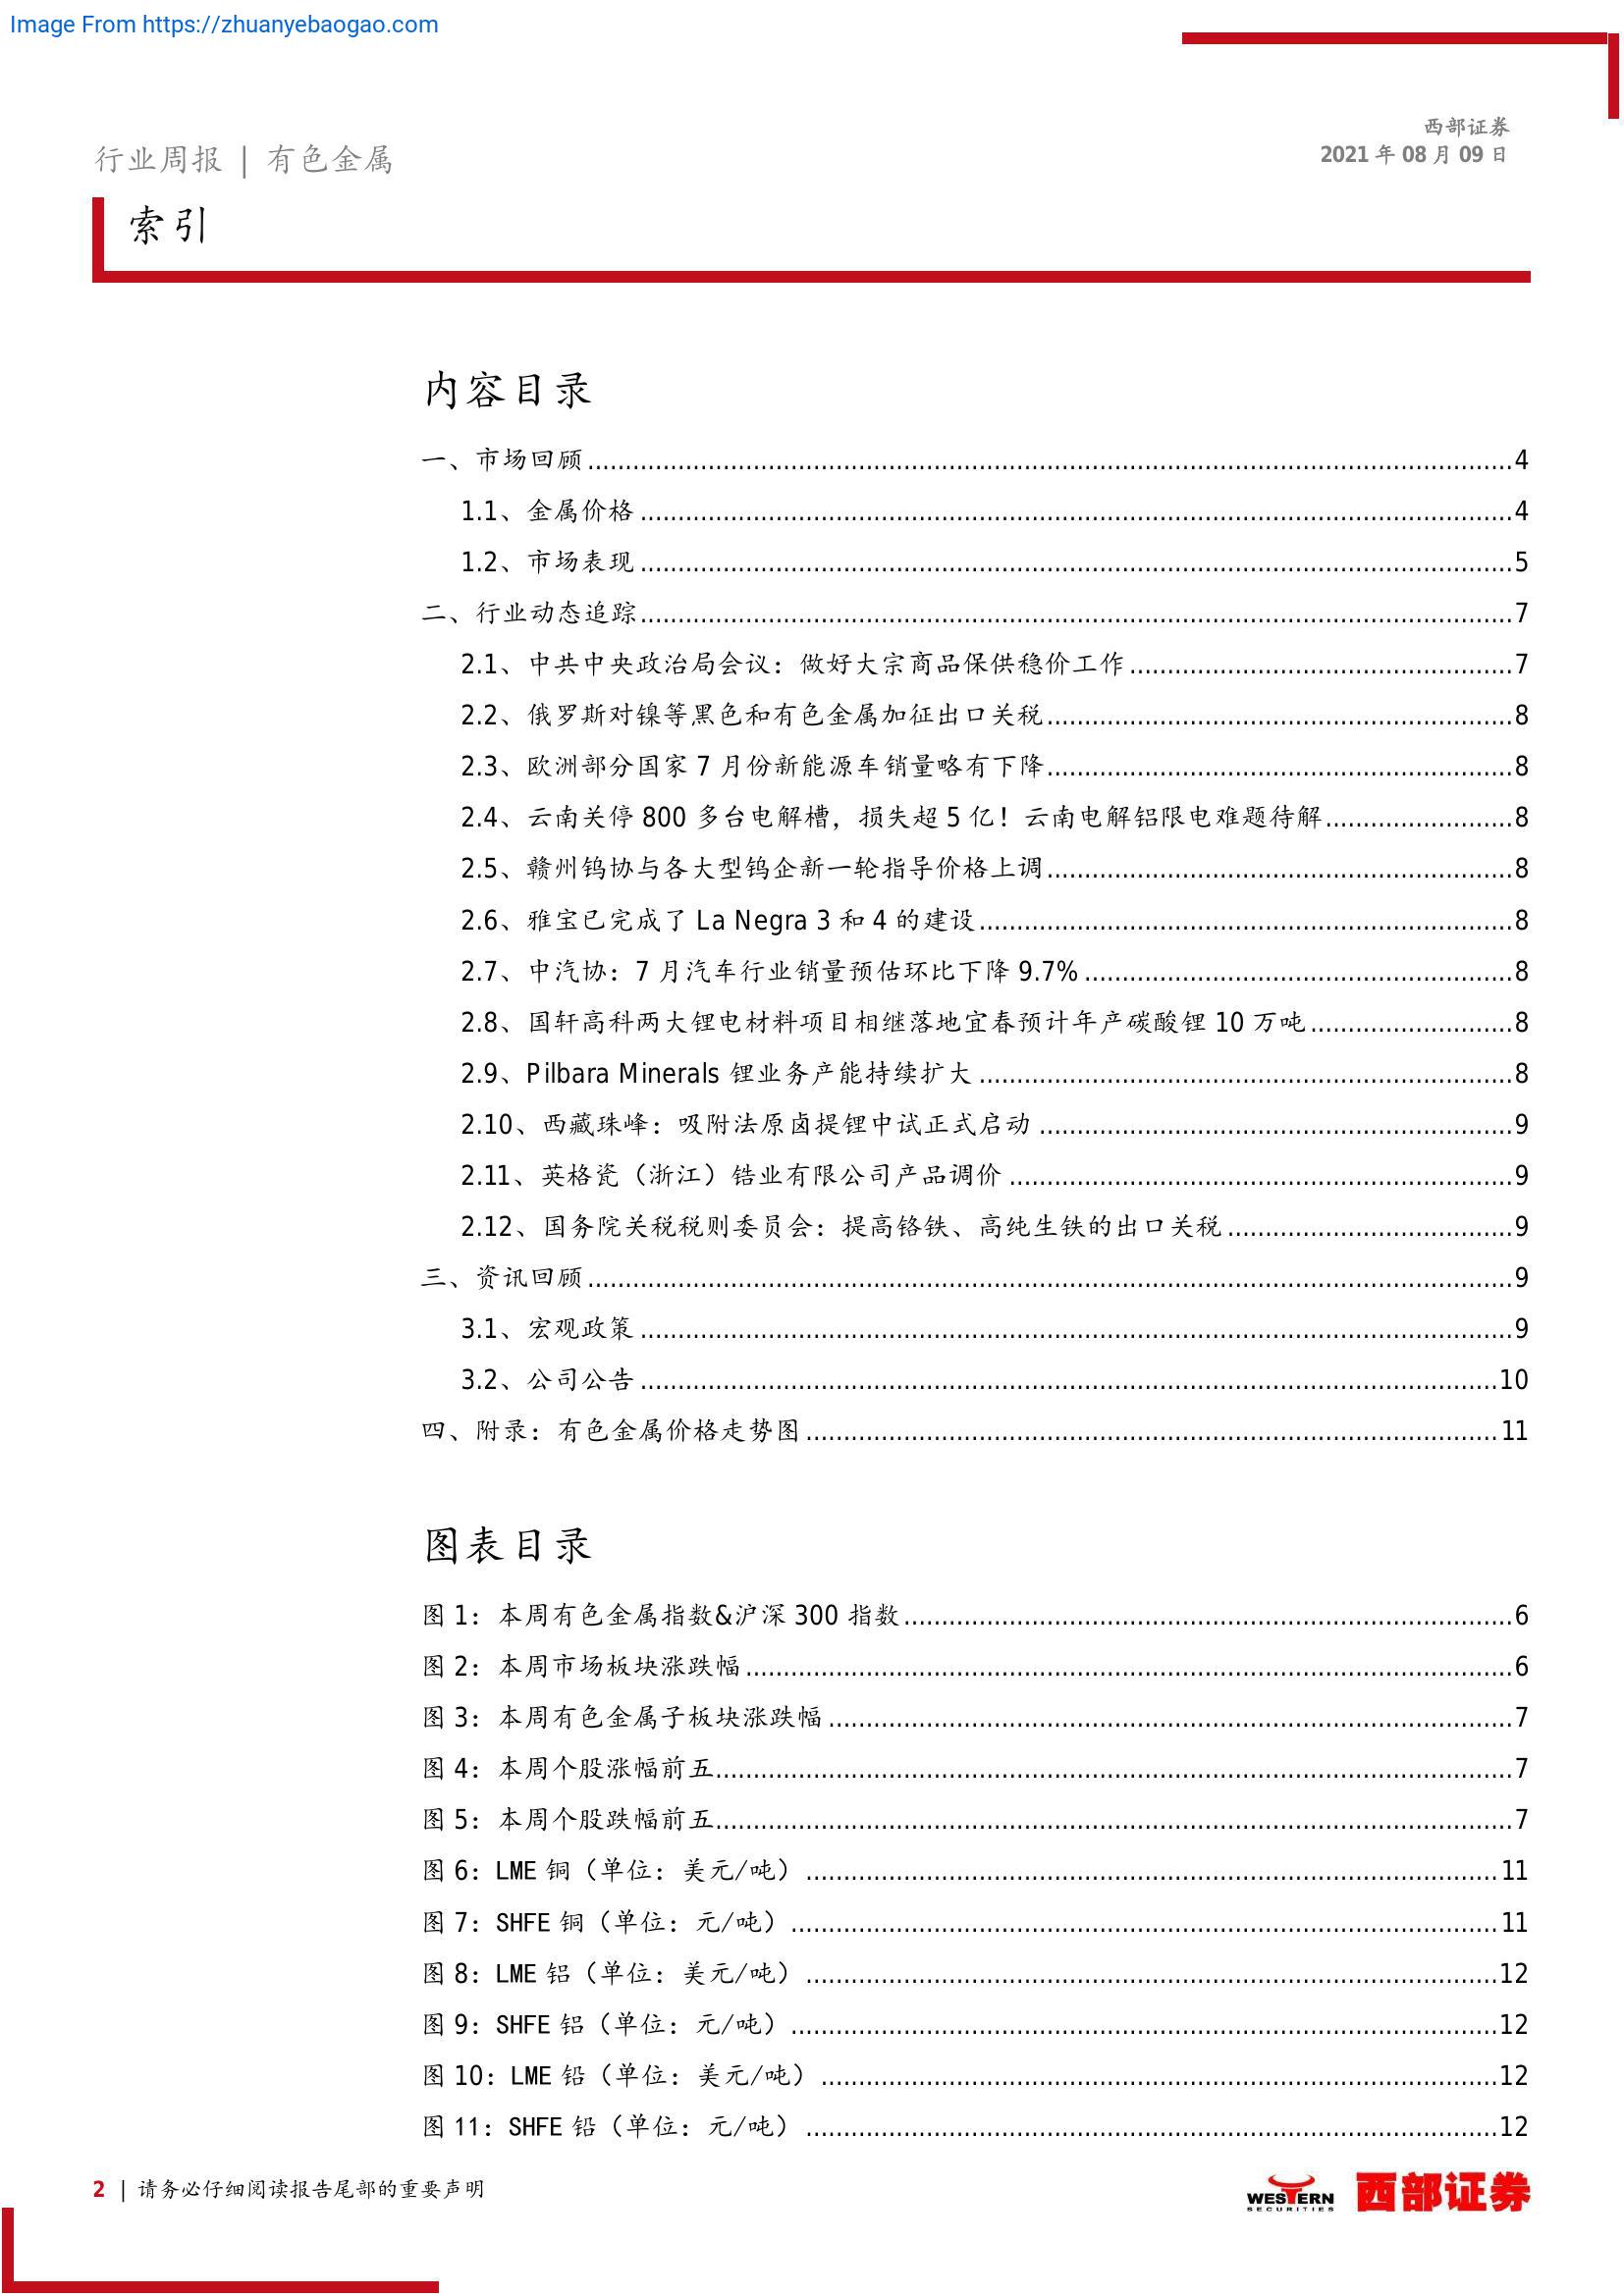 Image From https://zhuanyebaogao.com
西部证券
2021 年 08 月 09 日
行业周报 | 有色金属
索引
内容目录
一、市场回顾 4
1.1、金属价格 4
1.2、市场表现 5
二、行业动态追踪 7
2.1、中共中央政治局会议：做好大宗商品保供稳价工作 7
2.2、俄罗斯对镍等黑色和有色金属加征出口关税 8
2.3、欧洲部分国家 7 月份新能源车销量略有下降 8
2.4、云南关停 800 多台电解槽，损失超 5 亿！云南电解铝限电难题待解 8
2.5、赣州钨协与各大型钨企新一轮指导价格上调 8
2.6、雅宝已完成了 La Negra 3 和 4 的建设 8
2.7、中汽协：7 月汽车行业销量预估环比下降 9.7% 8
2.8、国轩高科两大锂电材料项目相继落地宜春预计年产碳酸锂 10 万吨 8
2.9、Pilbara Minerals 锂业务产能持续扩大 8
2.10、西藏珠峰：吸附法原卤提锂中试正式启动 9
2.11、英格瓷（浙江）锆业有限公司产品调价 9
2.12、国务院关税税则委员会：提高铬铁、高纯生铁的出口关税 9
三、资讯回顾 9
3.1、宏观政策 9
3.2、公司公告 10
四、附录：有色金属价格走势图 11
图表目录
图 1：本周有色金属指数&沪深 300 指数 6
图 2：本周市场板块涨跌幅 6
图 3：本周有色金属子板块涨跌幅 7
图 4：本周个股涨幅前五 7
图 5：本周个股跌幅前五 7
图 6：LME 铜（单位：美元/吨） 11
图 7：SHFE 铜（单位：元/吨） 11
图 8：LME 铝（单位：美元/吨） 12
图 9：SHFE 铝（单位：元/吨） 12
图 10：LME 铅（单位：美元/吨） 12
图 11：SHFE 铅（单位：元/吨） 12
2 | 请务必仔细阅读报告尾部的重要声明
WESTERN
SECURITIES
西部证券